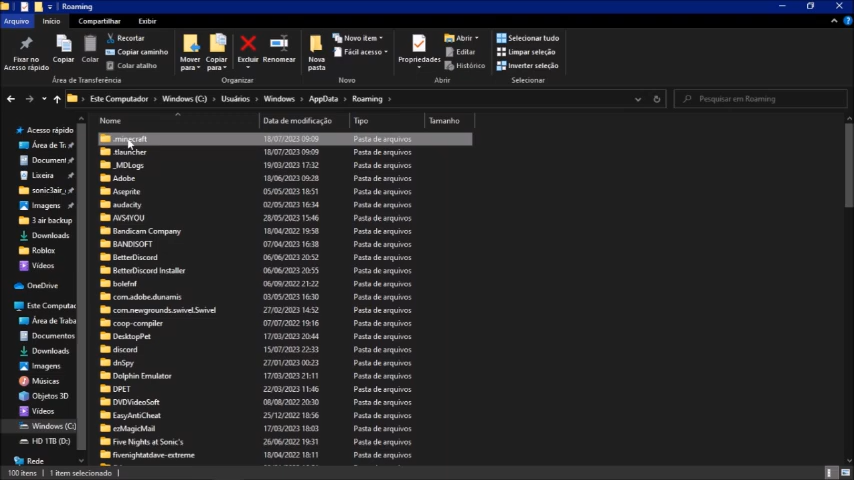 Roaming
Arquivo Início Compartilhar Exibir
Fixar no Acesso rápido
Copiar
Colar
Recortar
Copiar caminho
Colar atalho
Área de Transferência
Mover para
Copiar para
Excluir
Renomear
Organizar
Nova pasta
Novo item
Fácil acesso
Novo
Propriedades
Abrir
Editar
Histórico
Abrir
Selecionar tudo
Limpar seleção
Inverter seleção
Selecionar
Este Computador > Windows (C:) > Usuários > Windows > AppData > Roaming >
Pesquisar em Roaming
Acesso rápido
Área de Tra
Document
Lixeira
sonic3air_
Imagens
3 air backup
Downloads
Roblox
Vídeos
OneDrive
Este Computad
Área de Traba
Documentos
Downloads
Imagens
Músicas
Objetos 3D
Vídeos
Windows (C:)
HD 1TB (D:)
Rede
Nome Data de modificação Tipo Tamanho
.minecraft 18/07/2023 09:09 Pasta de arquivos
.tlauncher 18/07/2023 09:09 Pasta de arquivos
_MDLogs 19/03/2023 17:32 Pasta de arquivos
Adobe 18/06/2023 09:28 Pasta de arquivos
Aseprite 05/05/2023 18:51 Pasta de arquivos
audacity 02/05/2023 16:34 Pasta de arquivos
AVS4YOU 28/05/2023 15:46 Pasta de arquivos
Bandicam Company 18/04/2022 19:58 Pasta de arquivos
BANDISOFT 07/04/2023 16:38 Pasta de arquivos
BetterDiscord 06/06/2023 20:52 Pasta de arquivos
BetterDiscord Installer 06/06/2023 20:55 Pasta de arquivos
bolefnf 06/09/2022 21:22 Pasta de arquivos
com.adobe.dunamis 03/05/2023 16:30 Pasta de arquivos
com.newgrounds.swivel.Swivel 27/02/2023 14:52 Pasta de arquivos
coop-compiler 07/07/2022 19:16 Pasta de arquivos
DesktopPet 17/03/2023 20:44 Pasta de arquivos
discord 15/07/2023 22:33 Pasta de arquivos
dnSpy 27/01/2023 00:23 Pasta de arquivos
Dolphin Emulator 17/03/2023 21:11 Pasta de arquivos
DPET 22/03/2023 11:46 Pasta de arquivos
DVDVideoSoft 08/08/2022 20:30 Pasta de arquivos
EasyAntiCheat 25/12/2022 18:56 Pasta de arquivos
ezMagicMail 17/03/2023 18:03 Pasta de arquivos
Five Nights at Sonic's 26/06/2022 19:31 Pasta de arquivos
fivenightatdave-extreme 18/04/2022 18:11 Pasta de arquivos
100 itens 1 item selecionado